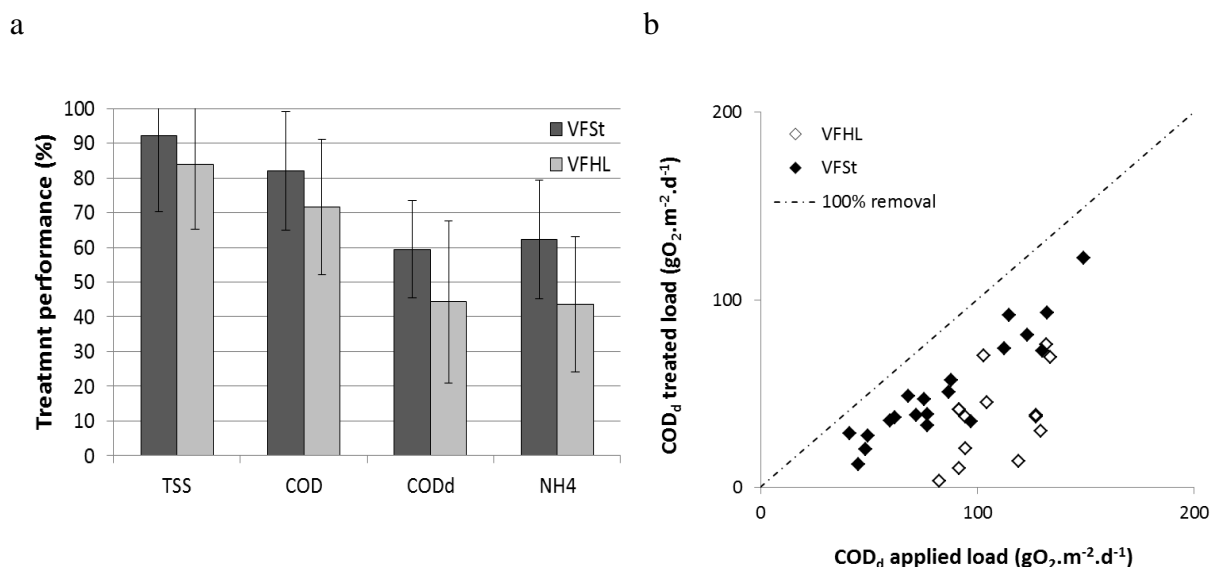 a
b
Treatmnt performance (%)
100
90
80
70
60
50
40
30
20
10
0
TSS
COD
CODd
NH4
VFSt
VFHL
CODd treated load (gO2.m-2.d-1)
200
100
0
VFHL
VFSt
100% removal
0
100
200
CODd applied load (gO2.m-2.d-1)